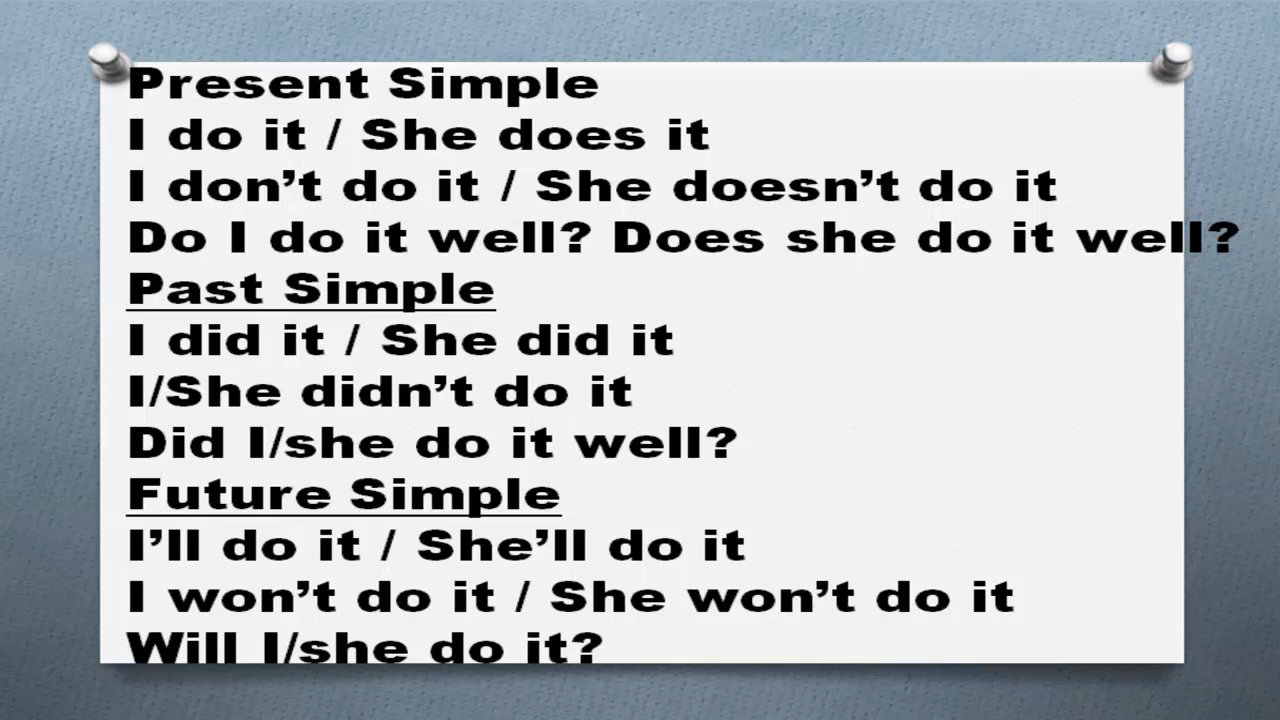 Present Simple
I do it / She does it
I don’t do it / She doesn’t do it
Do I do it well? Does she do it well?
Past Simple
I did it / She did it
I/She didn’t do it
Did I/she do it well?
Future Simple
I’ll do it / She’ll do it
I won’t do it / She won’t do it
Will I/she do it?